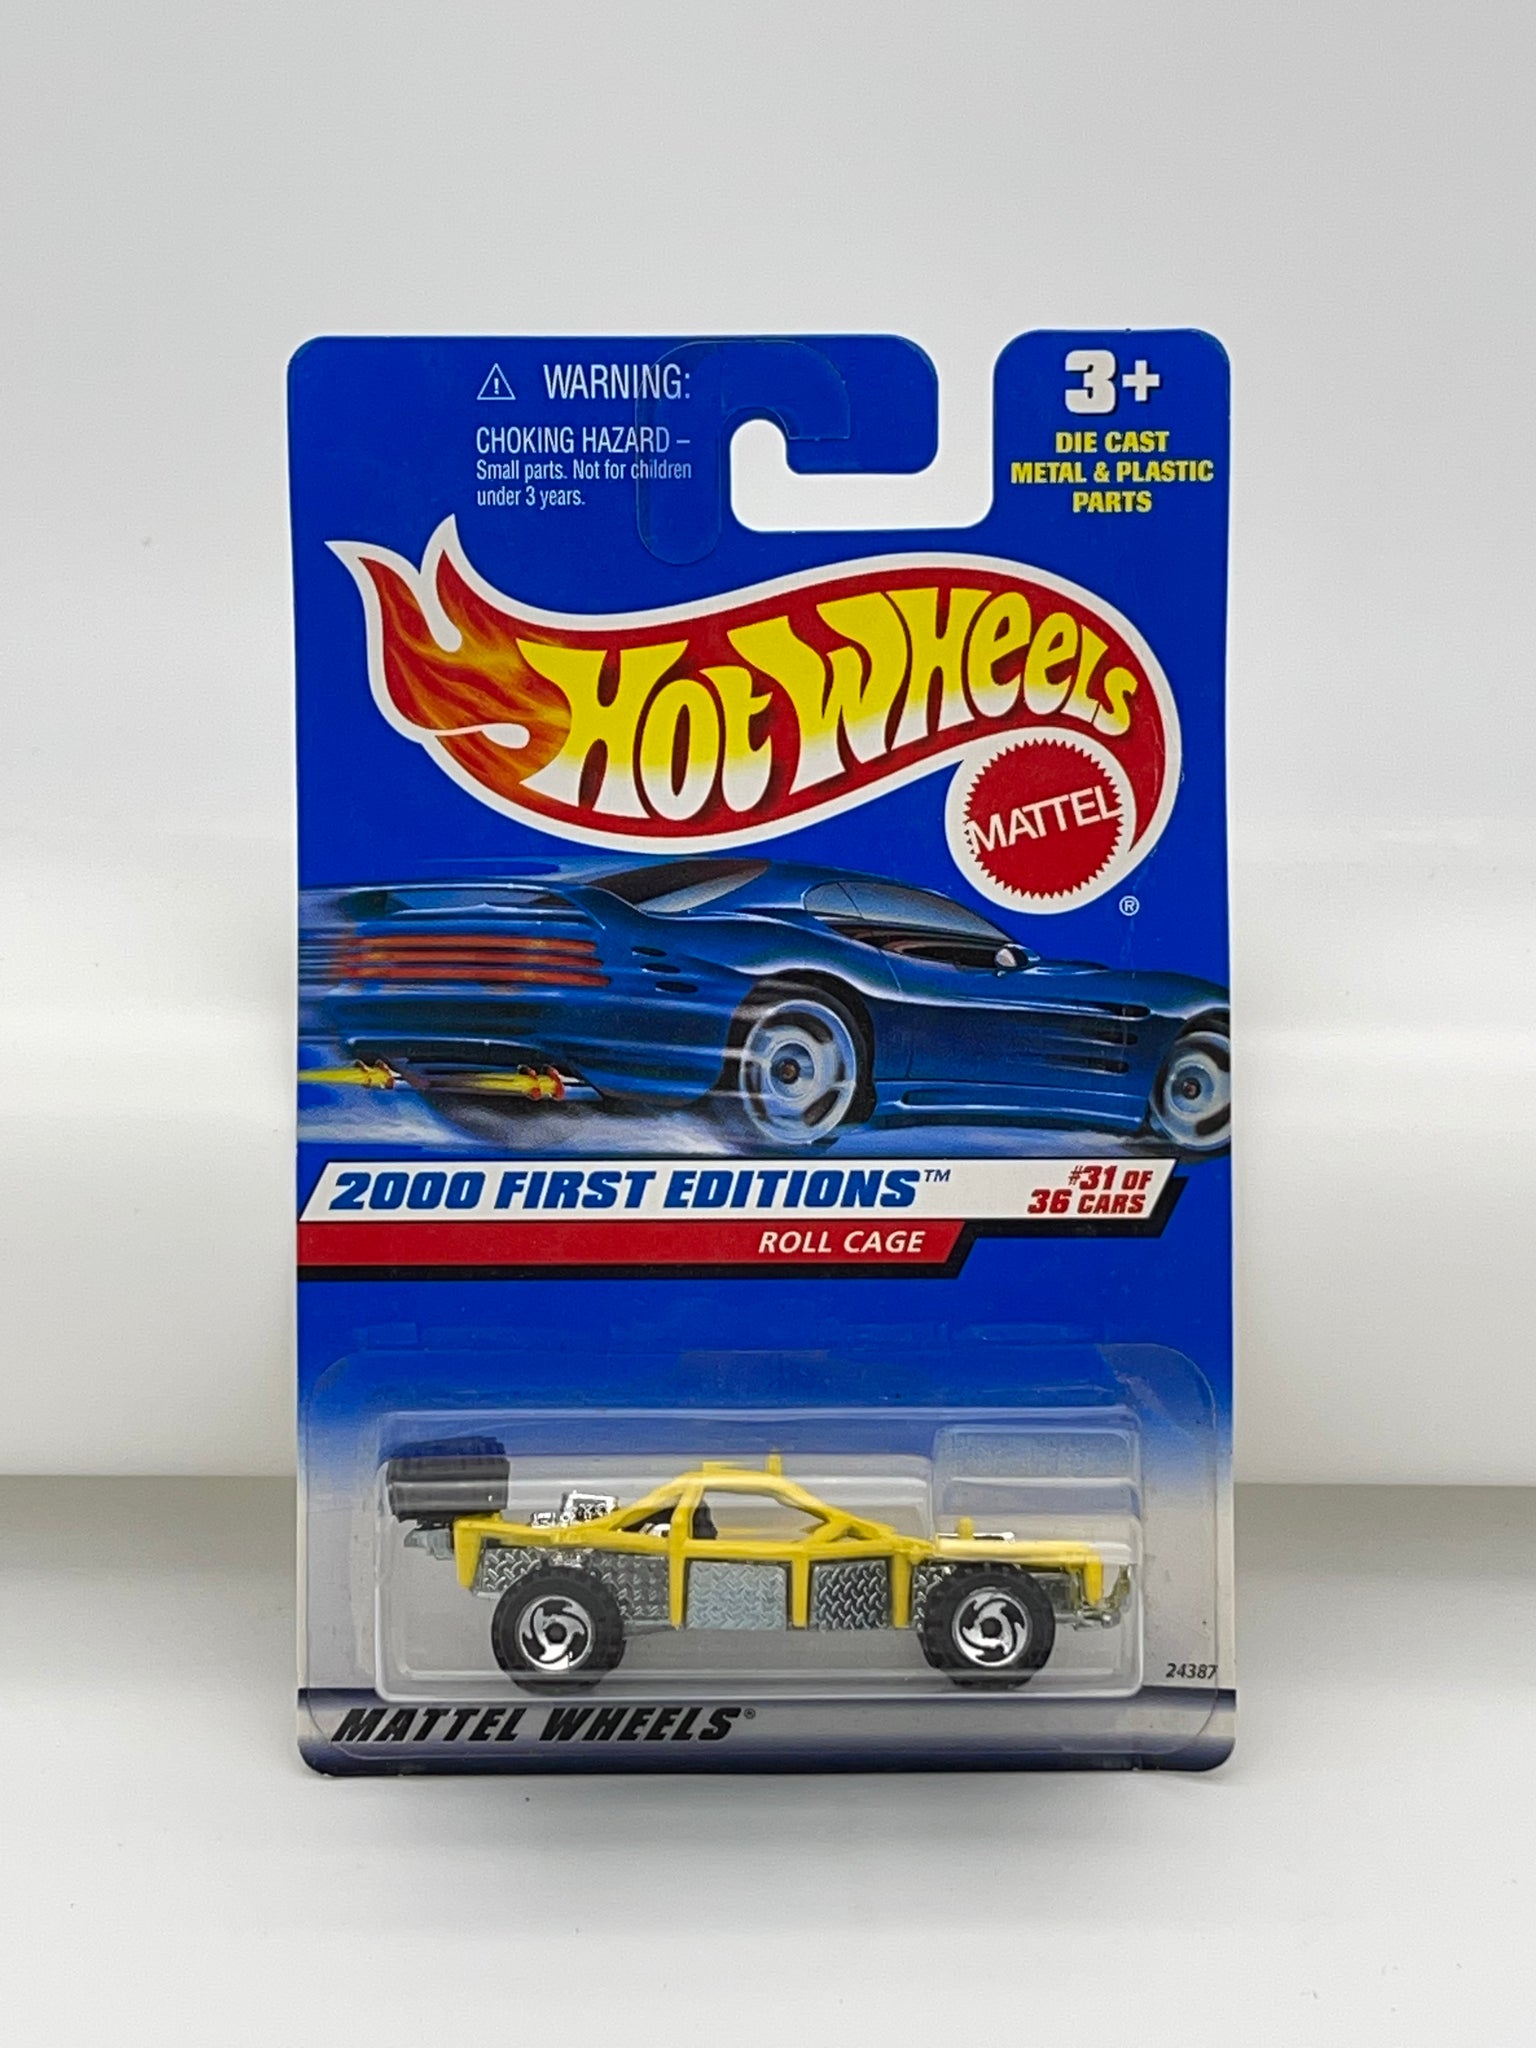 ⚠ WARNING:
CHOKING HAZARD –
Small parts. Not for children
under 3 years.
3+
DIE CAST
METAL & PLASTIC
PARTS
HOT WHEELS
MATTEL
®
2000 FIRST EDITIONS™
#31 OF
36 CARS
ROLL CAGE
24387
MATTEL WHEELS®